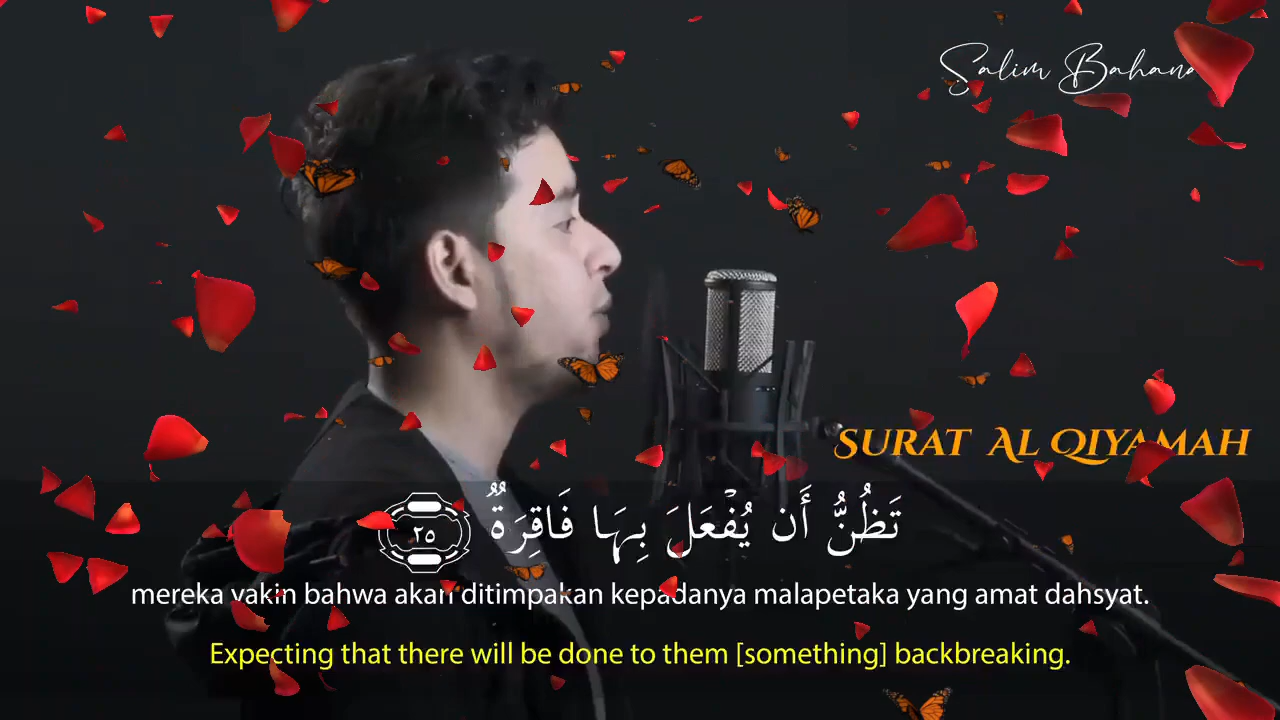 Salim Bahana
SURAT AL QIYAMAH
تَظُنُّ أَن يُفْعَلَ بِهَا فَاقِرَةٌ ٢٥
mereka yakin bahwa akan ditimpakan kepadanya malapetaka yang amat dahsyat.
Expecting that there will be done to them [something] backbreaking.